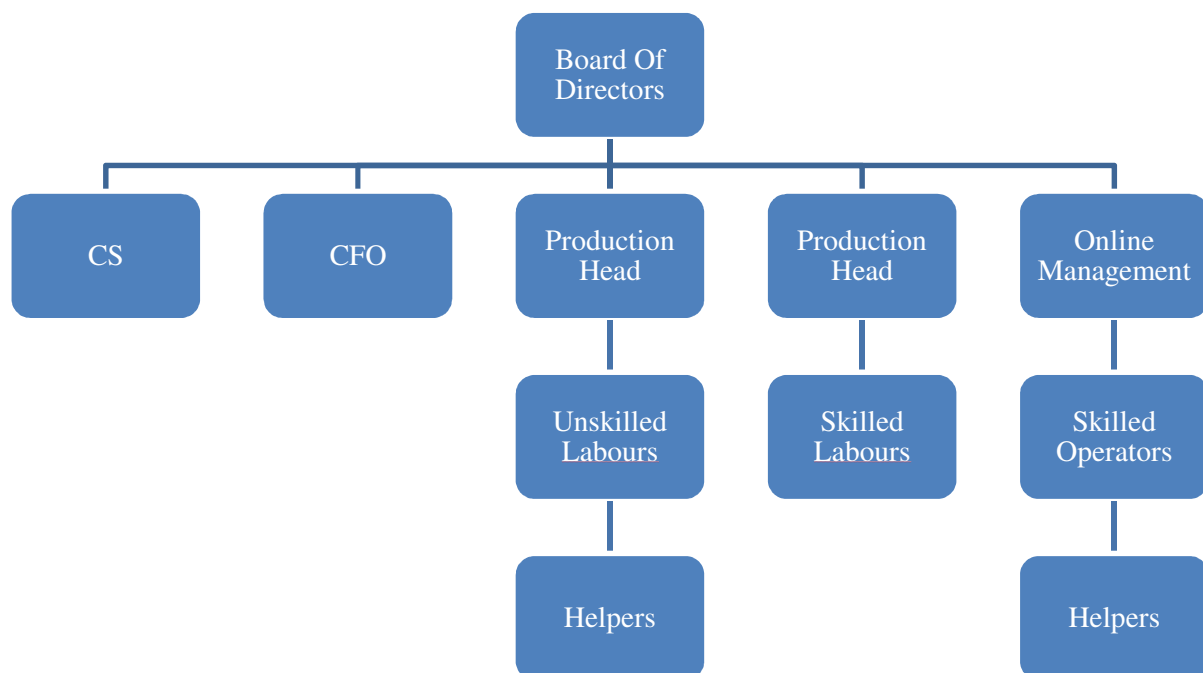 Board Of
Directors
CS
CFO
Production
Head
Production
Head
Online
Management
Unskilled
Labours
Skilled
Labours
Skilled
Operators
Helpers
Helpers